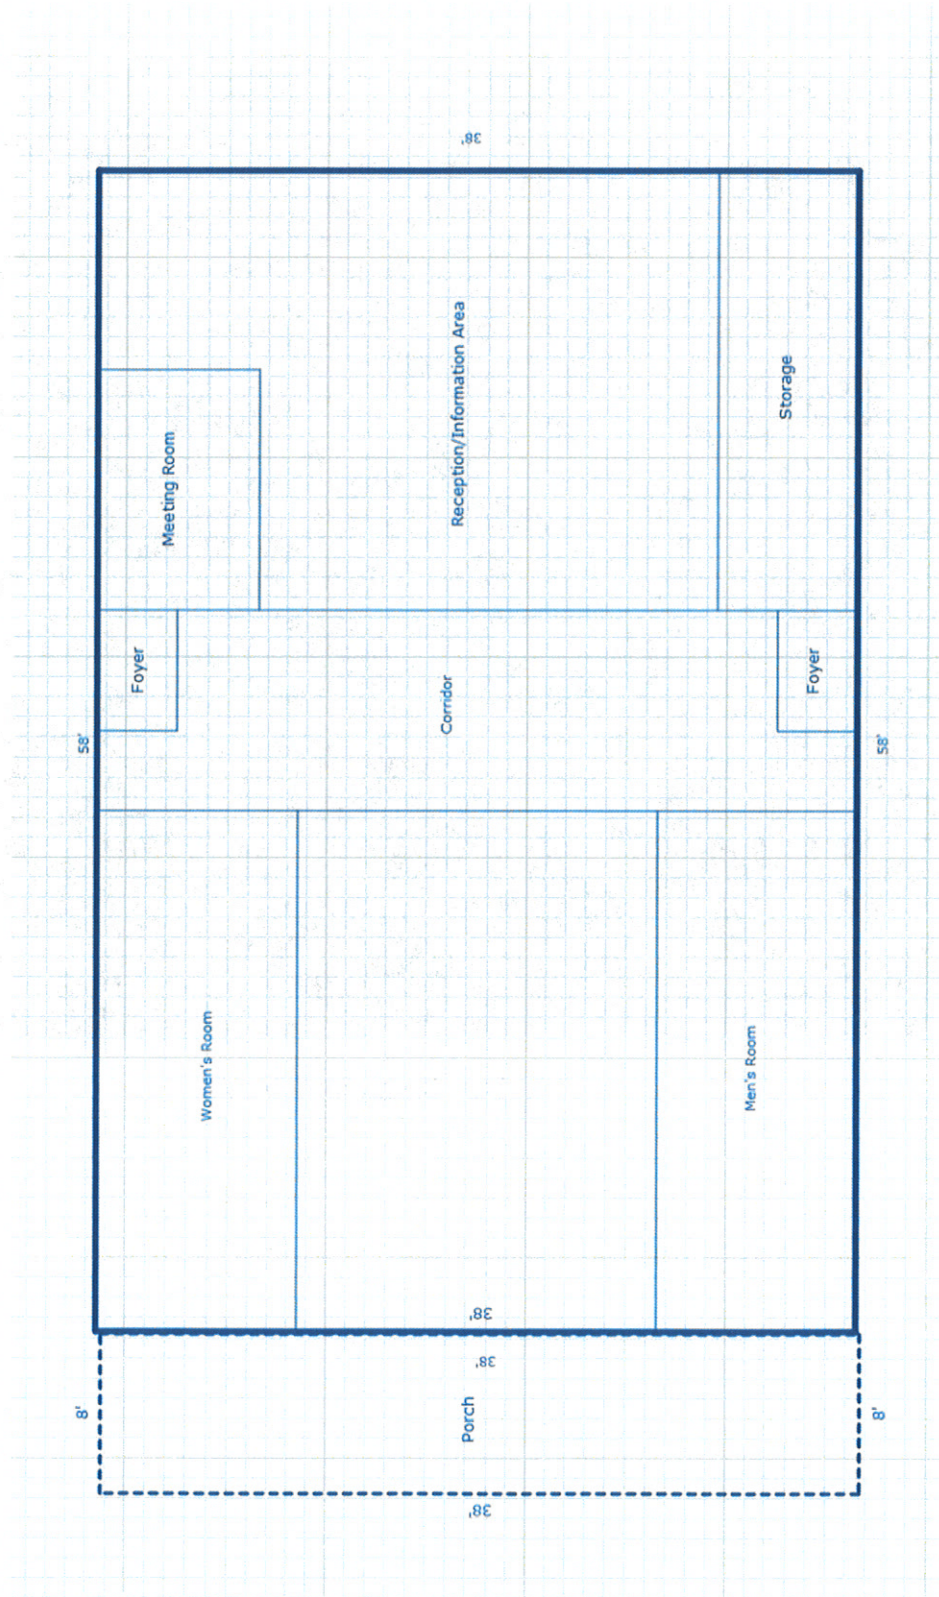 38'
Meeting Room
Reception/Information Area
Storage
Foyer
Corridor
Foyer
58'
58'
Women's Room
Men's Room
38'
38'
8'
Porch
8'
38'